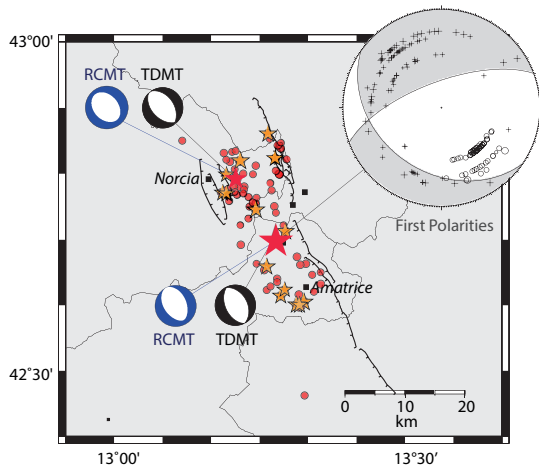 43°00'
RCMT TDMT
Norcia
First Polarities
Amatrice
RCMT TDMT
42°30'
0 10 20
km
13°00' 13°30'